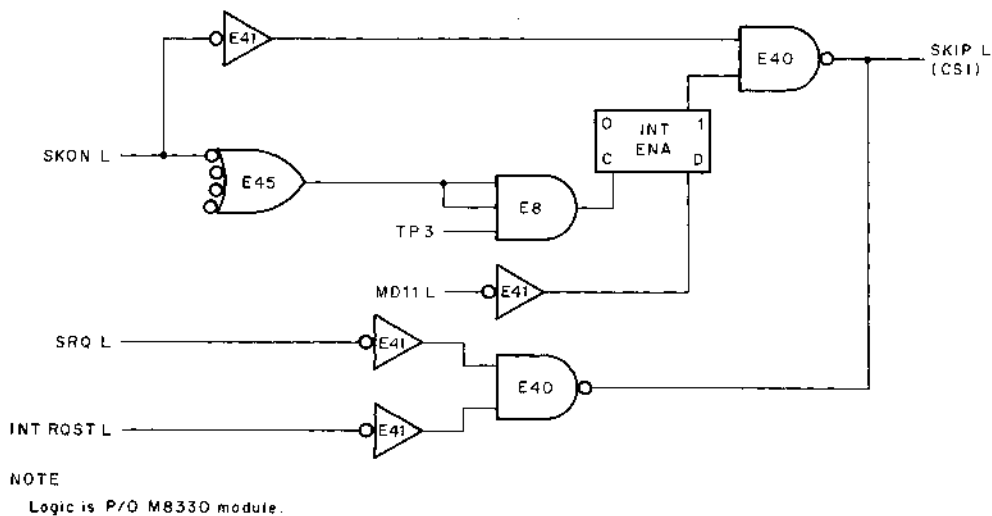 E41
E40
SKIP L
(CS1)
O 1
INT
ENA
C D
SKON L
E45
E8
TP3
MD11 L
E41
SRQ L
E41
E40
INT RQST L
E41
NOTE
Logic is P/O M8330 module.